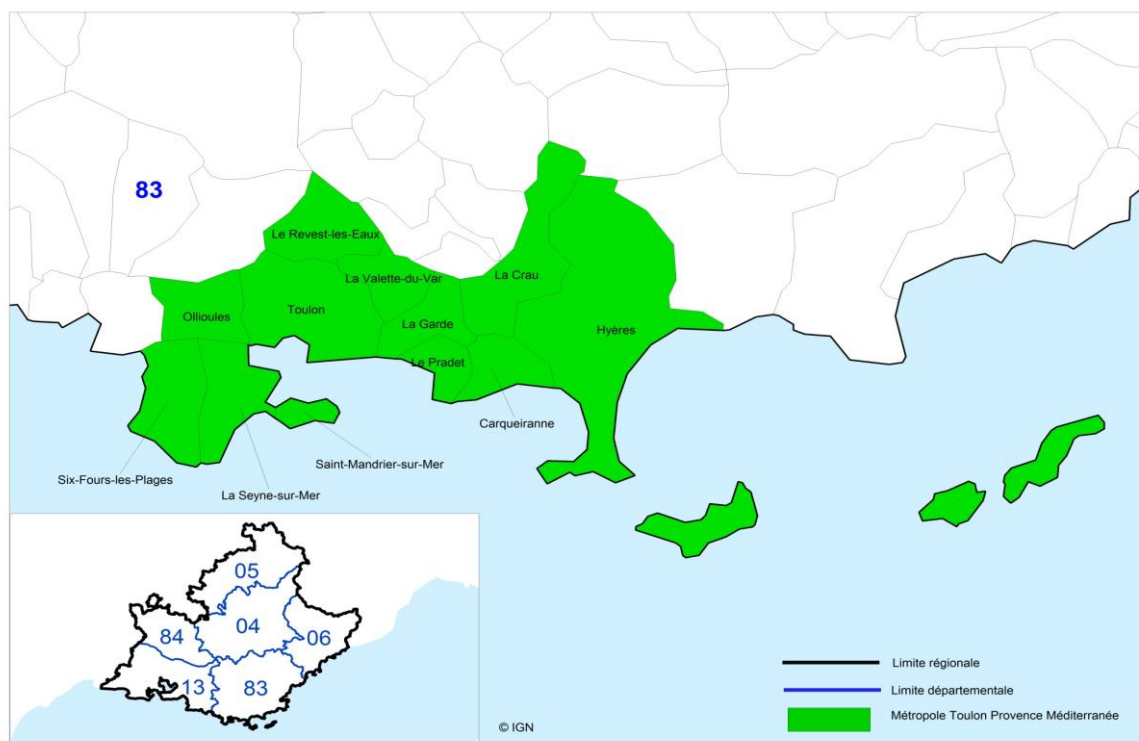 83
Le Revest-les-Eaux
La Valette-du-Var
La Crau
Ollioules
Toulon
La Garde
Hyères
Le Pradet
Carqueiranne
Saint-Mandrier-sur-Mer
Six-Fours-les-Plages
La Seyne-sur-Mer
05
04
84
06
13
83
Limite régionale
Limite départementale
Métropole Toulon Provence Méditerranée
© IGN